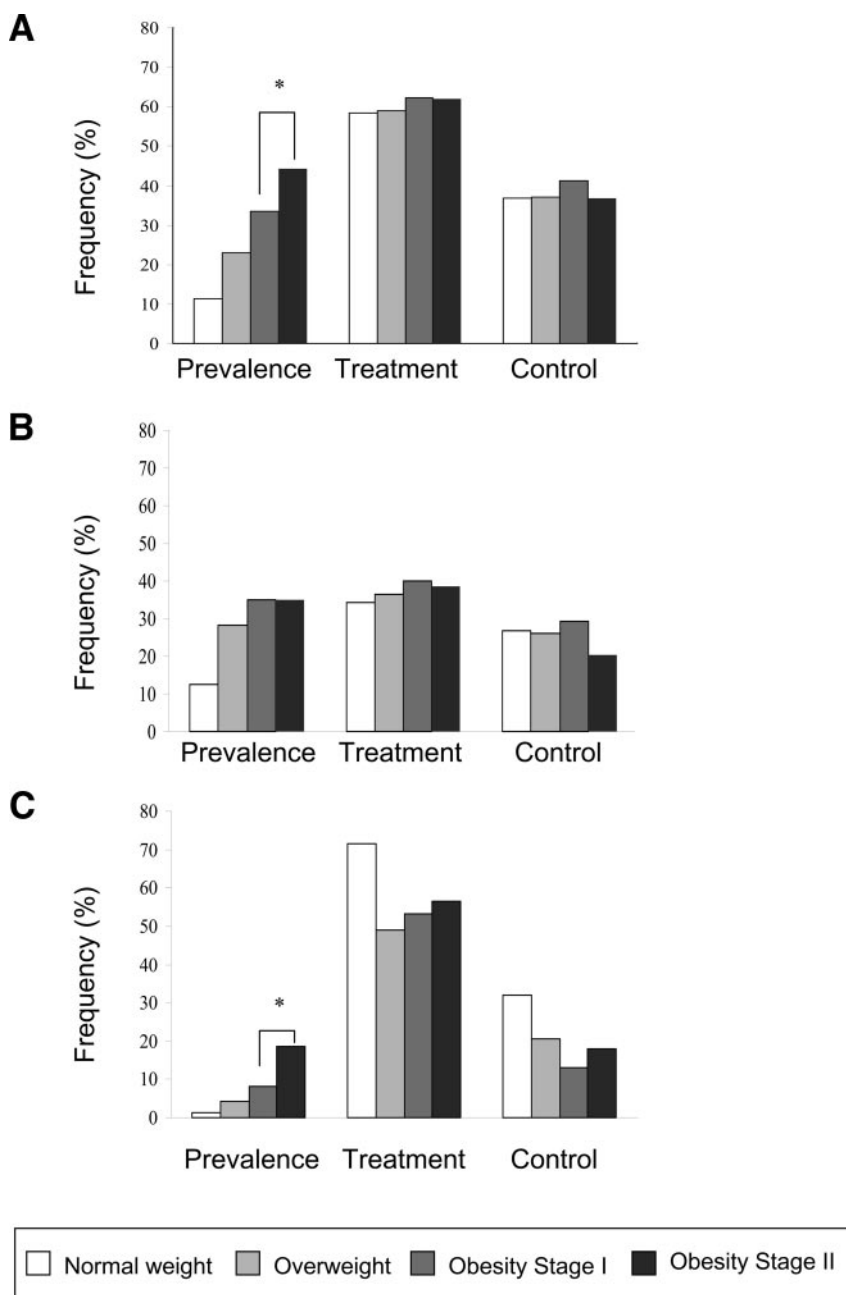 A
80
70
60
50
40
30
20
10
0
Frequency (%)
*
Prevalence Treatment Control
B
80
70
60
50
40
30
20
10
0
Frequency (%)
Prevalence Treatment Control
C
80
70
60
50
40
30
20
10
0
Frequency (%)
*
Prevalence Treatment Control
Normal weight Overweight Obesity Stage I Obesity Stage II